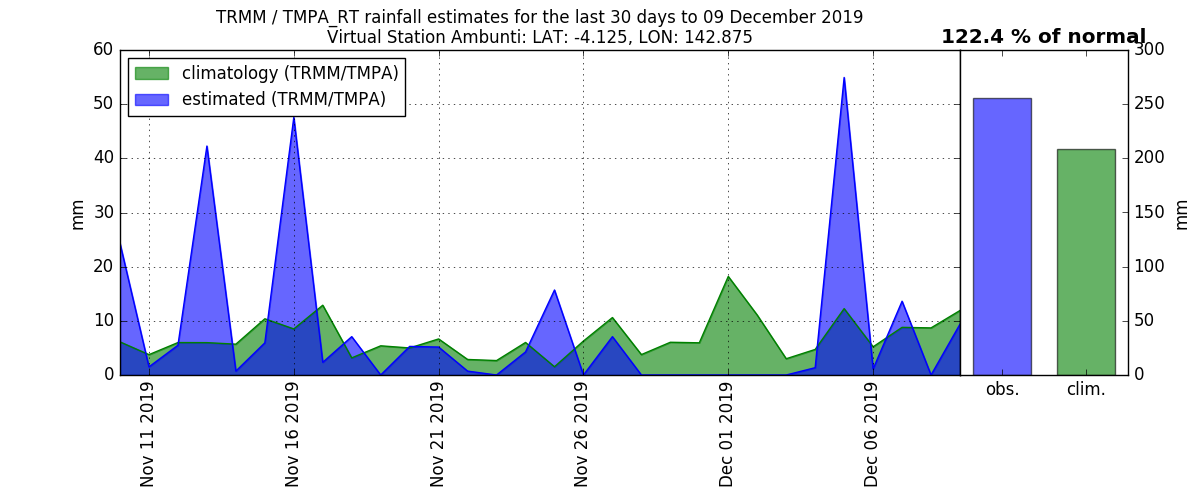 TRMM / TMPA_RT rainfall estimates for the last 30 days to 09 December 2019
Virtual Station Ambunti: LAT: -4.125, LON: 142.875
122.4 % of normal
climatology (TRMM/TMPA)
estimated (TRMM/TMPA)
60
50
40
30
20
10
0
mm
Nov 11 2019
Nov 16 2019
Nov 21 2019
Nov 26 2019
Dec 01 2019
Dec 06 2019
obs.
clim.
300
250
200
150
100
50
0
mm